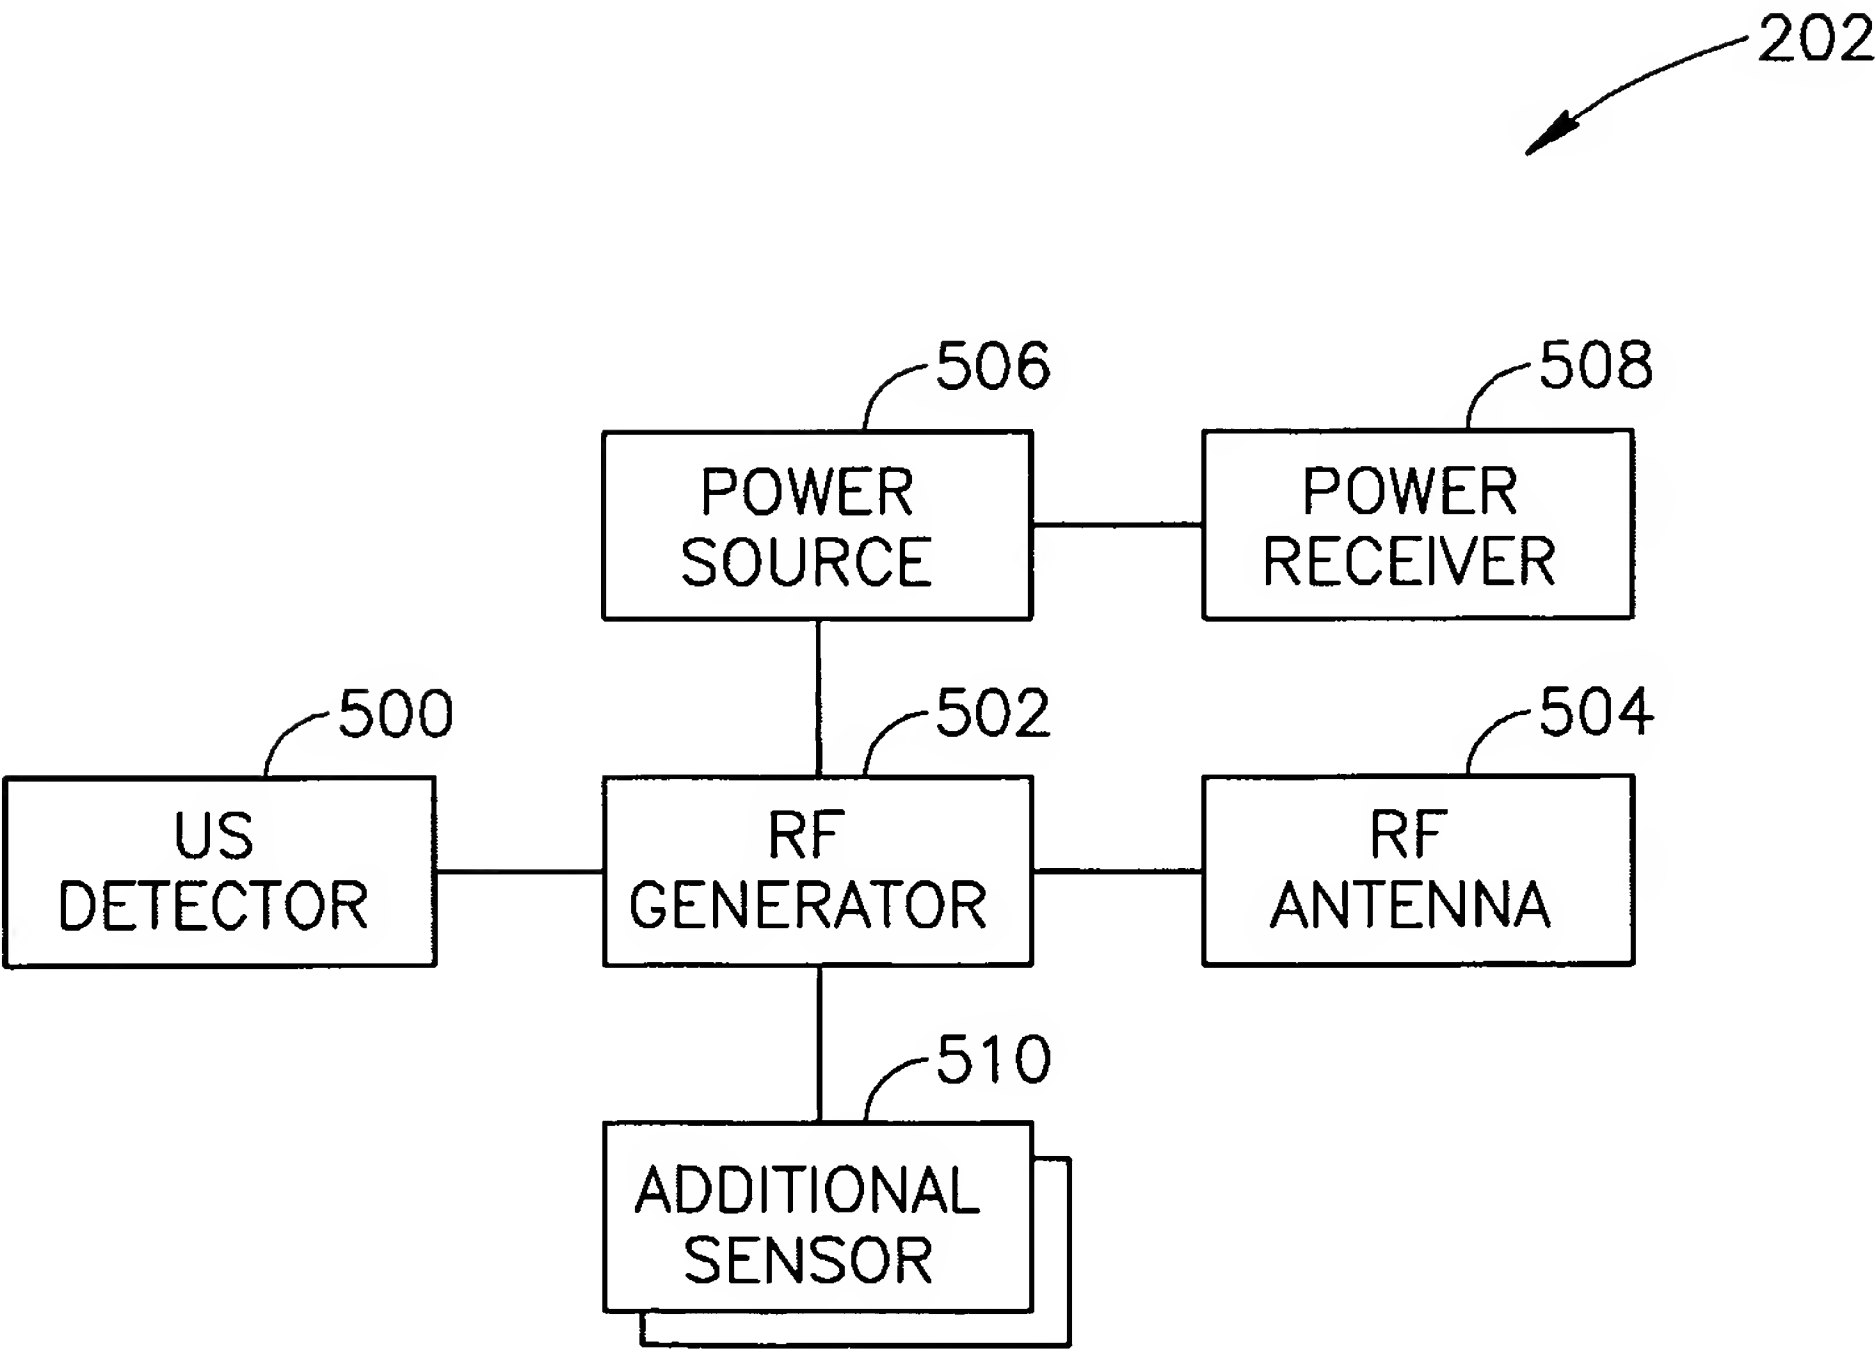 202
506
508
POWER
SOURCE
POWER
RECEIVER
500
502
504
US
DETECTOR
RF
GENERATOR
RF
ANTENNA
510
ADDITIONAL
SENSOR